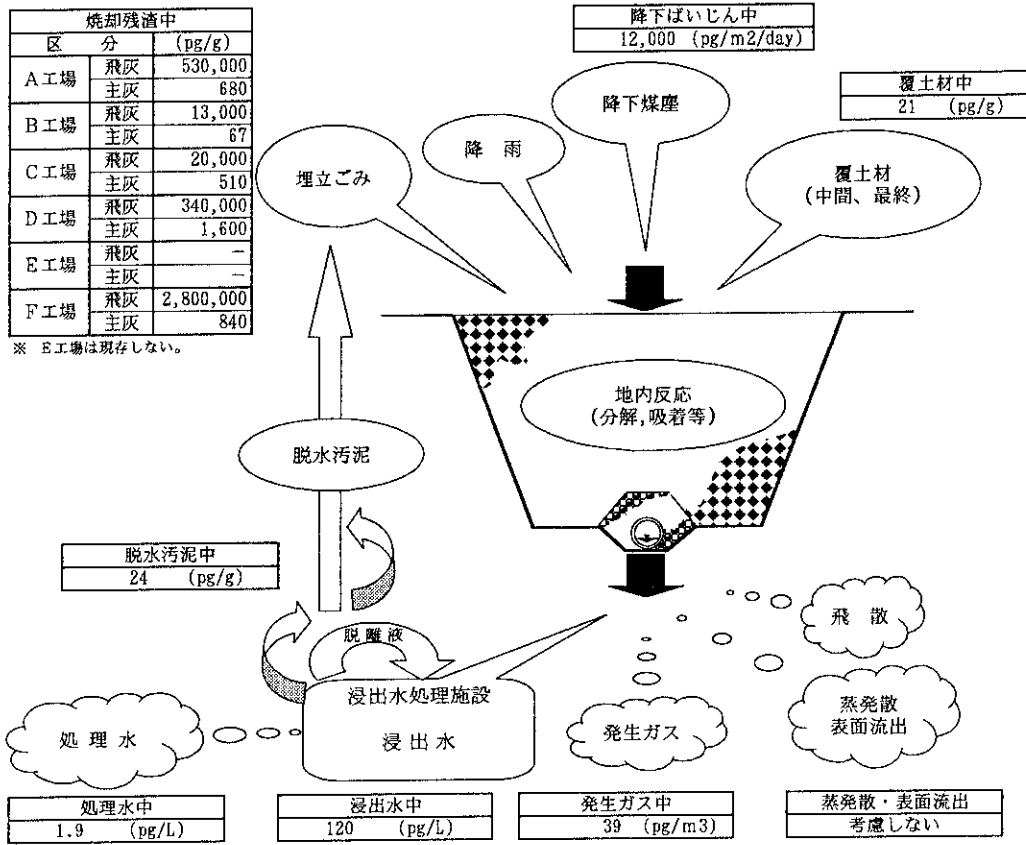 焼却残渣中
区 分 (pg/g)
A工場 飛灰 530,000
主灰 680
B工場 飛灰 13,000
主灰 67
C工場 飛灰 20,000
主灰 510
D工場 飛灰 340,000
主灰 1,600
E工場 飛灰 －
主灰 －
F工場 飛灰 2,800,000
主灰 840
※ E工場は現存しない。
降下ばいじん中
12,000 (pg/m2/day)
覆土材中
21 (pg/g)
埋立ごみ
降 雨
降下煤塵
覆土材
(中間、最終)
地内反応
(分解,吸着等)
脱水汚泥
脱水汚泥中
24 (pg/g)
脱離液
浸出水処理施設
浸出水
処理水
発生ガス
飛 散
蒸発散
表面流出
処理水中
1.9 (pg/L)
浸出水中
120 (pg/L)
発生ガス中
39 (pg/m3)
蒸発散・表面流出
考慮しない